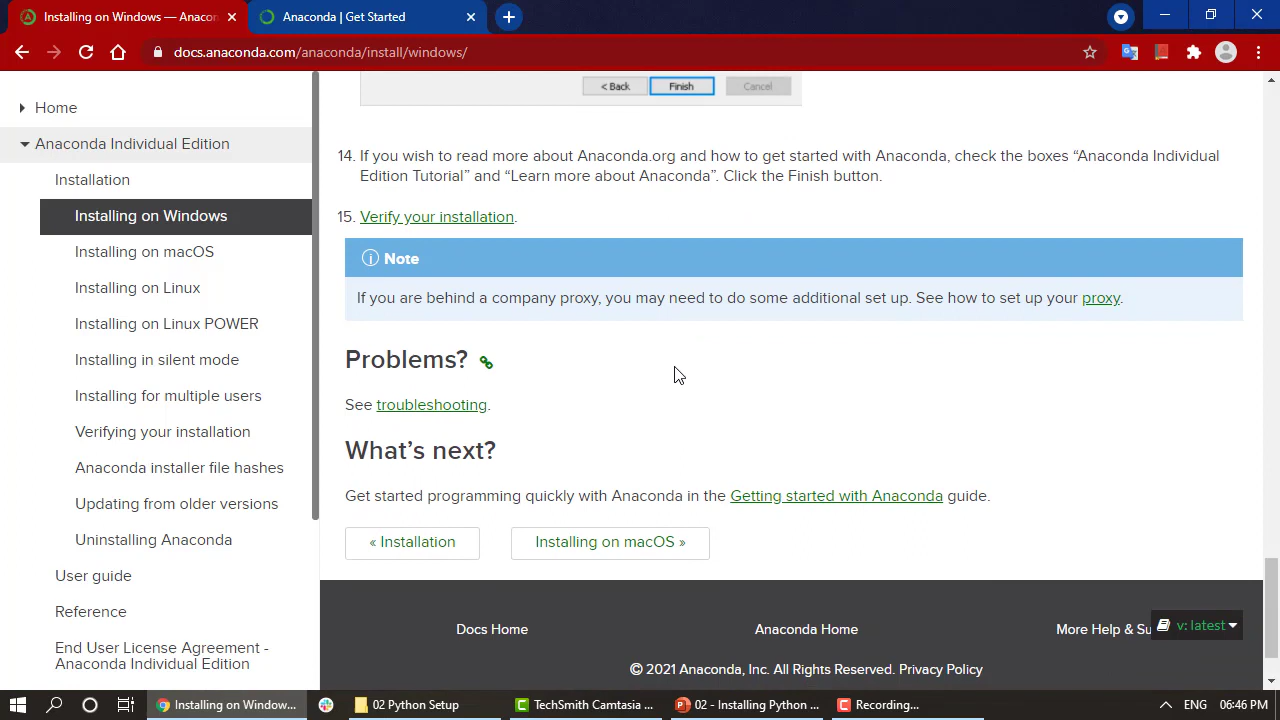 Installing on Windows — Anacon
Anaconda | Get Started
docs.anaconda.com/anaconda/install/windows/
Home
Anaconda Individual Edition
Installation
Installing on Windows
Installing on macOS
Installing on Linux
Installing on Linux POWER
Installing in silent mode
Installing for multiple users
Verifying your installation
Anaconda installer file hashes
Updating from older versions
Uninstalling Anaconda
User guide
Reference
End User License Agreement -
Anaconda Individual Edition
< Back Finish Cancel
14. If you wish to read more about Anaconda.org and how to get started with Anaconda, check the boxes “Anaconda Individual
Edition Tutorial” and “Learn more about Anaconda”. Click the Finish button.
15. Verify your installation.
Note
If you are behind a company proxy, you may need to do some additional set up. See how to set up your proxy.
Problems?
See troubleshooting.
What’s next?
Get started programming quickly with Anaconda in the Getting started with Anaconda guide.
« Installation
Installing on macOS »
Docs Home
Anaconda Home
More Help & Su
v: latest
© 2021 Anaconda, Inc. All Rights Reserved. Privacy Policy
Installing on Window...
02 Python Setup
TechSmith Camtasia ...
02 - Installing Python ...
Recording...
ENG
06:46 PM